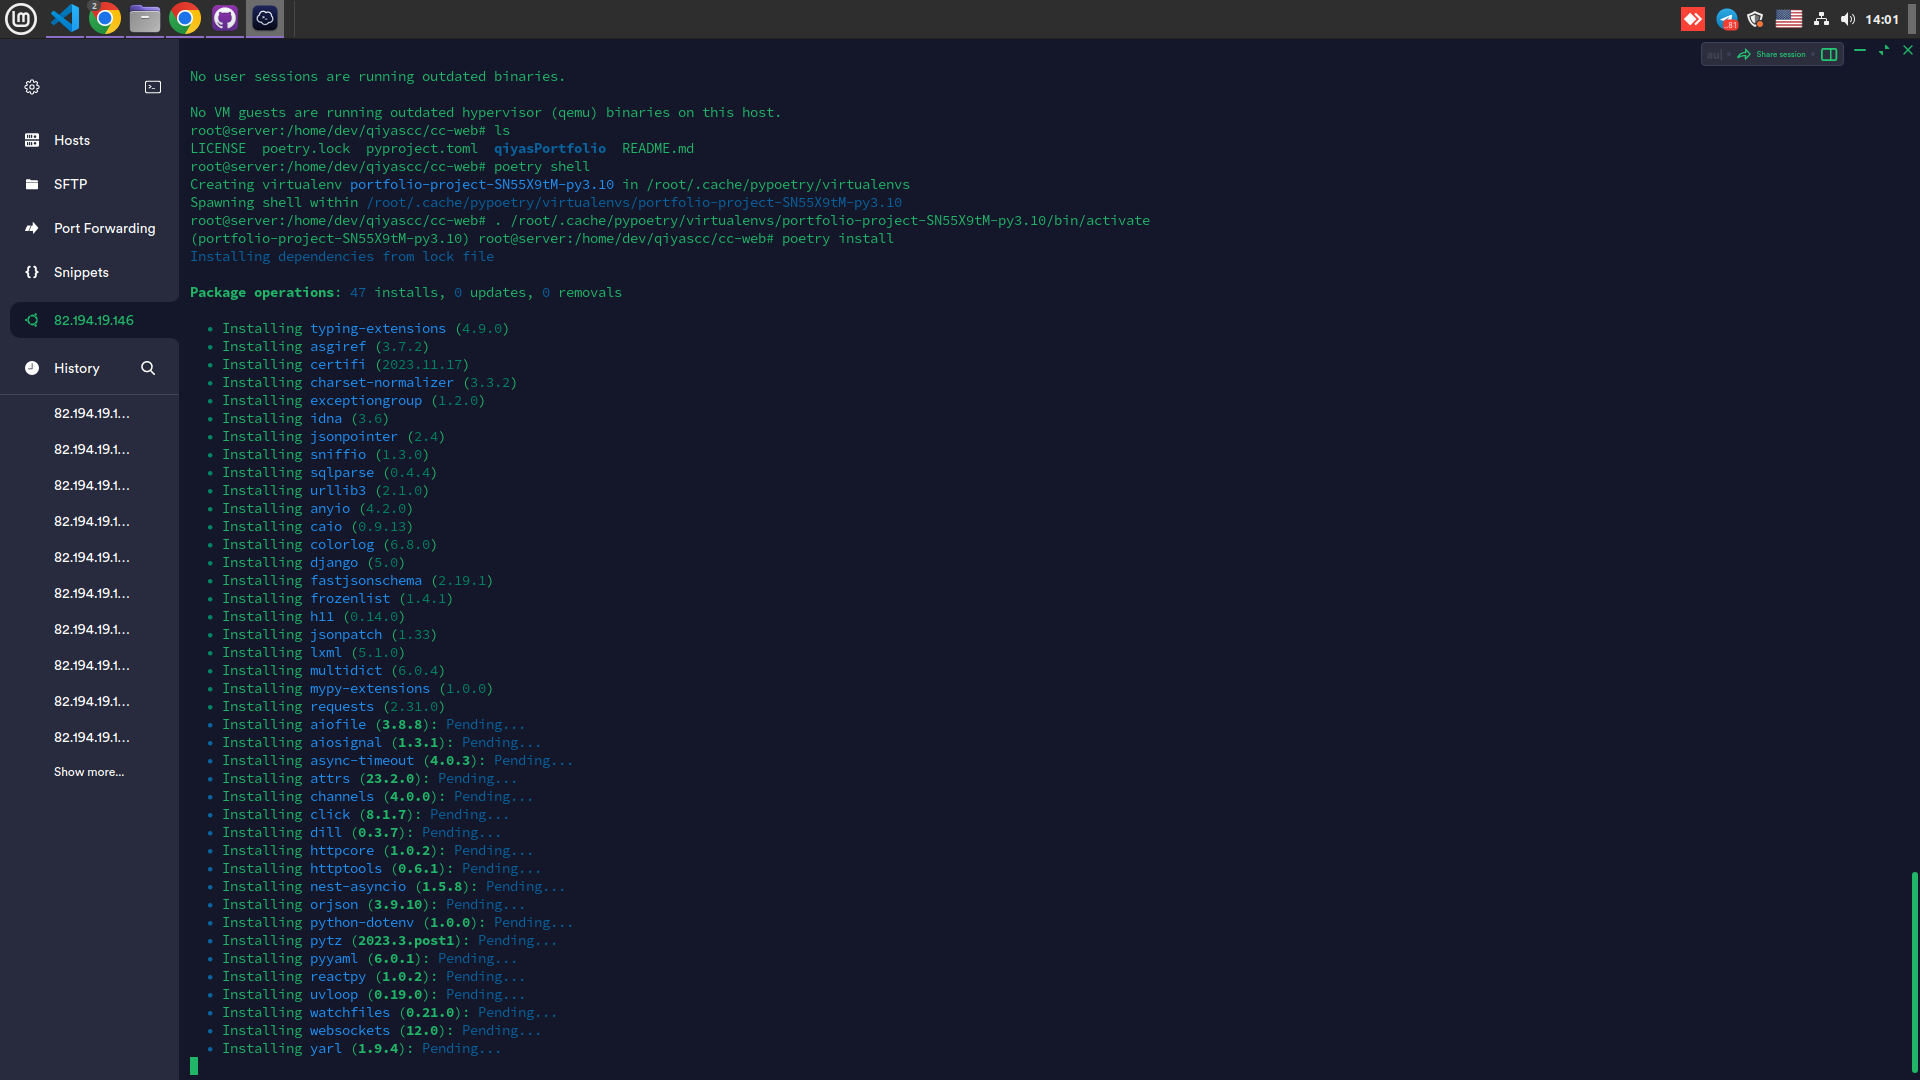 2
81
14:01
aul
Share session
Hosts
SFTP
Port Forwarding
Snippets
82.194.19.146
History
82.194.19.1...
82.194.19.1...
82.194.19.1...
82.194.19.1...
82.194.19.1...
82.194.19.1...
82.194.19.1...
82.194.19.1...
82.194.19.1...
82.194.19.1...
Show more...
No user sessions are running outdated binaries.
No VM guests are running outdated hypervisor (qemu) binaries on this host.
root@server:/home/dev/qiyascc/cc-web# ls
LICENSE  poetry.lock  pyproject.toml  qiyasPortfolio  README.md
root@server:/home/dev/qiyascc/cc-web# poetry shell
Creating virtualenv portfolio-project-SN55X9tM-py3.10 in /root/.cache/pypoetry/virtualenvs
Spawning shell within /root/.cache/pypoetry/virtualenvs/portfolio-project-SN55X9tM-py3.10
root@server:/home/dev/qiyascc/cc-web# . /root/.cache/pypoetry/virtualenvs/portfolio-project-SN55X9tM-py3.10/bin/activate
(portfolio-project-SN55X9tM-py3.10) root@server:/home/dev/qiyascc/cc-web# poetry install
Installing dependencies from lock file
Package operations: 47 installs, 0 updates, 0 removals
• Installing typing-extensions (4.9.0)
• Installing asgiref (3.7.2)
• Installing certifi (2023.11.17)
• Installing charset-normalizer (3.3.2)
• Installing exceptiongroup (1.2.0)
• Installing idna (3.6)
• Installing jsonpointer (2.4)
• Installing sniffio (1.3.0)
• Installing sqlparse (0.4.4)
• Installing urllib3 (2.1.0)
• Installing anyio (4.2.0)
• Installing caio (0.9.13)
• Installing colorlog (6.8.0)
• Installing django (5.0)
• Installing fastjsonschema (2.19.1)
• Installing frozenlist (1.4.1)
• Installing h11 (0.14.0)
• Installing jsonpatch (1.33)
• Installing lxml (5.1.0)
• Installing multidict (6.0.4)
• Installing mypy-extensions (1.0.0)
• Installing requests (2.31.0)
• Installing aiofile (3.8.8): Pending...
• Installing aiosignal (1.3.1): Pending...
• Installing async-timeout (4.0.3): Pending...
• Installing attrs (23.2.0): Pending...
• Installing channels (4.0.0): Pending...
• Installing click (8.1.7): Pending...
• Installing dill (0.3.7): Pending...
• Installing httpcore (1.0.2): Pending...
• Installing httptools (0.6.1): Pending...
• Installing nest-asyncio (1.5.8): Pending...
• Installing orjson (3.9.10): Pending...
• Installing python-dotenv (1.0.0): Pending...
• Installing pytz (2023.3.post1): Pending...
• Installing pyyaml (6.0.1): Pending...
• Installing reactpy (1.0.2): Pending...
• Installing uvloop (0.19.0): Pending...
• Installing watchfiles (0.21.0): Pending...
• Installing websockets (12.0): Pending...
• Installing yarl (1.9.4): Pending...